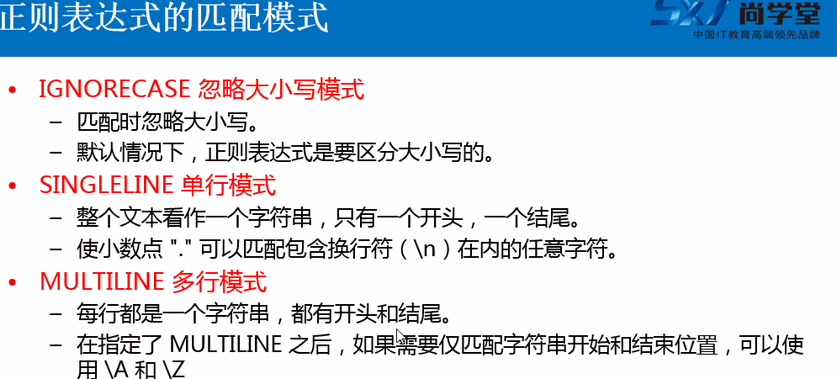 正则表达式的匹配模式
SXT 尚学堂
中国IT教育高端领先品牌
• IGNORECASE 忽略大小写模式
– 匹配时忽略大小写。
– 默认情况下，正则表达式是要区分大小写的。
• SINGLELINE 单行模式
– 整个文本看作一个字符串，只有一个开头，一个结尾。
– 使小数点 "." 可以匹配包含换行符（\n）在内的任意字符。
• MULTILINE 多行模式
– 每行都是一个字符串，都有开头和结尾。
– 在指定了 MULTILINE 之后，如果需要仅匹配字符串开始和结束位置，可以使
用 \A 和 \Z